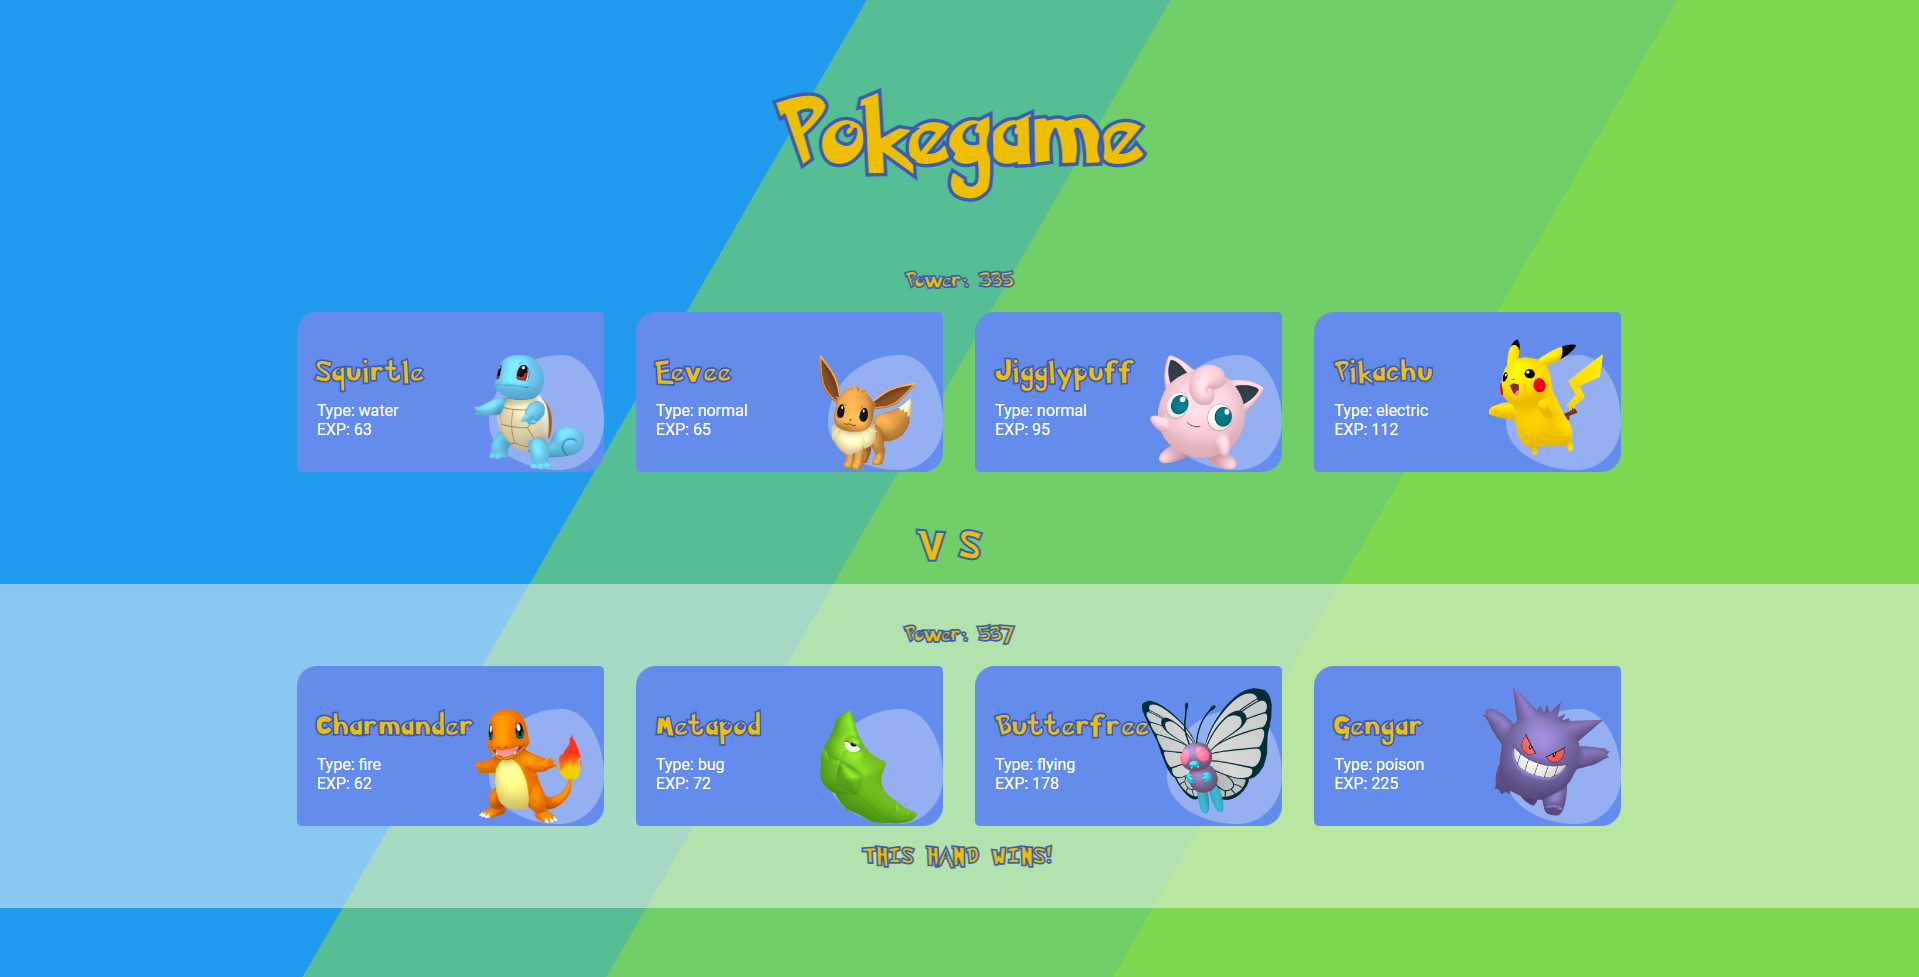 Pokegame
Power: 335
Squirtle
Type: water
EXP: 63
Eevee
Type: normal
EXP: 65
Jigglypuff
Type: normal
EXP: 95
Pikachu
Type: electric
EXP: 112
VS
Power: 537
Charmander
Type: fire
EXP: 62
Metapod
Type: bug
EXP: 72
Butterfree
Type: flying
EXP: 178
Gengar
Type: poison
EXP: 225
THIS HAND WINS!